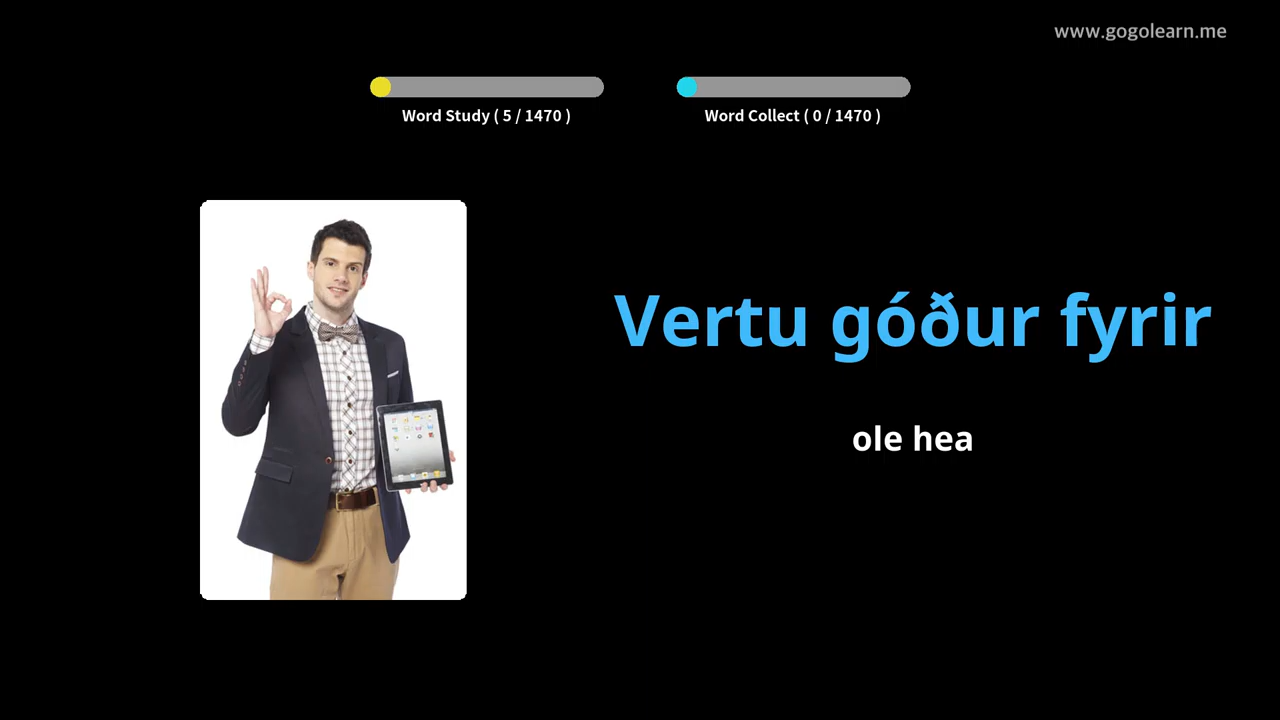 www.gogolearn.me
Word Study ( 5 / 1470 )
Word Collect ( 0 / 1470 )
Vertu góður fyrir
ole hea